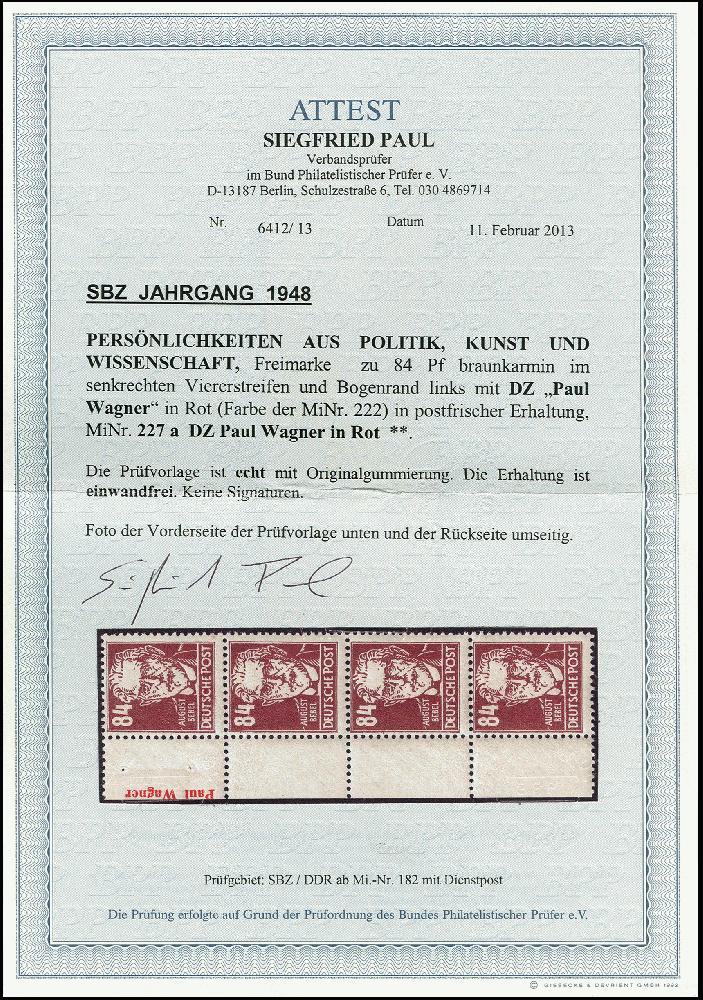 ATTEST
SIEGFRIED PAUL
Verbandsprüfer
im Bund Philatelistischer Prüfer e. V.
D-13187 Berlin, Schulzestraße 6, Tel. 030 4869714
Nr. 6412/ 13 Datum 11. Februar 2013
SBZ JAHRGANG 1948
PERSÖNLICHKEITEN AUS POLITIK, KUNST UND
WISSENSCHAFT, Freimarke zu 84 Pf braunkarmin im
senkrechten Viererstreifen und Bogenrand links mit DZ „Paul
Wagner“ in Rot (Farbe der MiNr. 222) in postfrischer Erhaltung,
MiNr. 227 a DZ Paul Wagner in Rot **.
Die Prüfvorlage ist echt mit Originalgummierung. Die Erhaltung ist
einwandfrei. Keine Signaturen.
Foto der Vorderseite der Prüfvorlage unten und der Rückseite umseitig.
Siegfried Paul
84 AUGUST BEBEL DEUTSCHE POST
84 AUGUST BEBEL DEUTSCHE POST
84 AUGUST BEBEL DEUTSCHE POST
84 AUGUST BEBEL DEUTSCHE POST
Paul Wagner
Prüfgebiet: SBZ / DDR ab Mi.-Nr. 182 mit Dienstpost
Die Prüfung erfolgte auf Grund der Prüfordnung des Bundes Philatelistischer Prüfer e.V.
© GIESECKE & DEVRIENT GMBH 1992